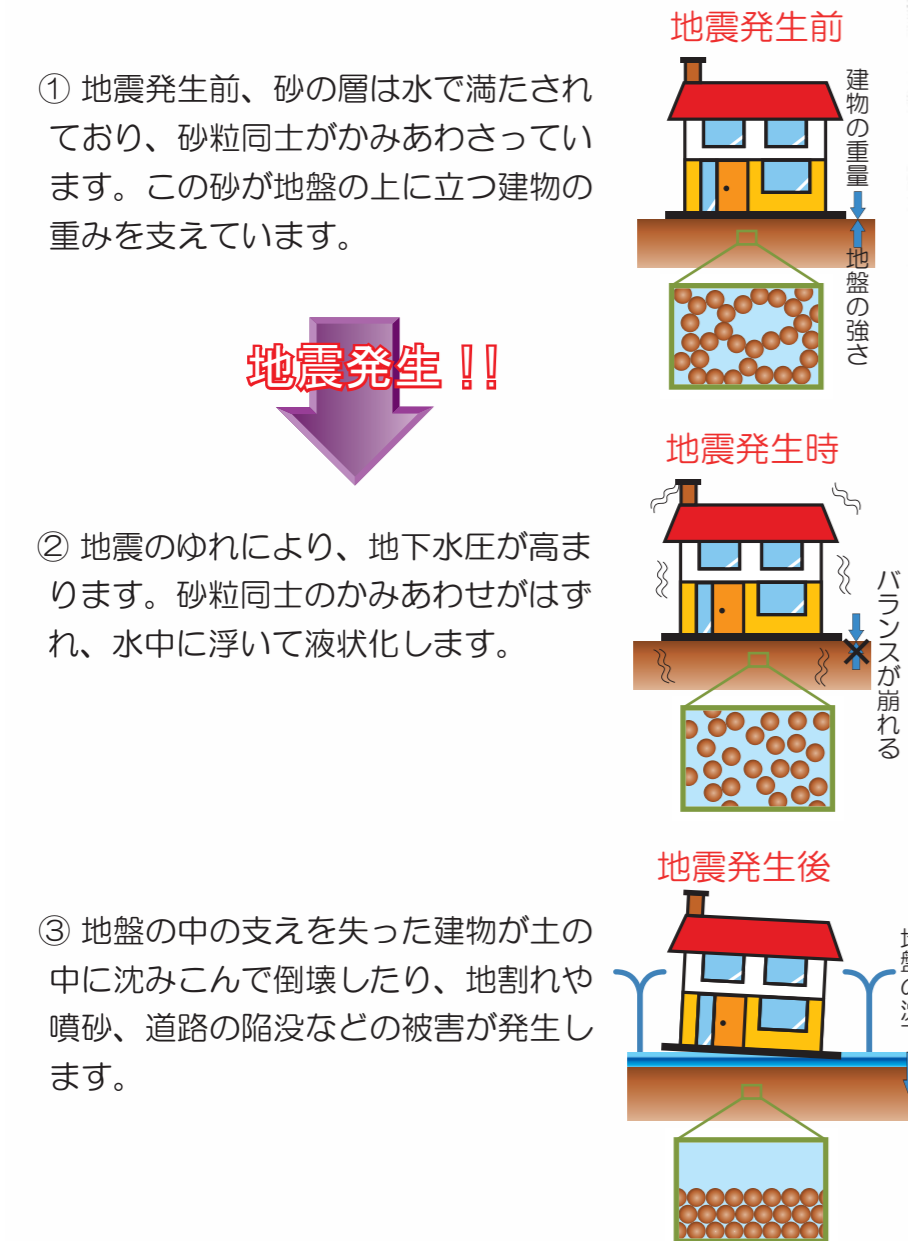 地震発生前
① 地震発生前、砂の層は水で満たされ
ており、砂粒同士がかみあわさってい
ます。この砂が地盤の上に立つ建物の
重みを支えています。
建物の重量
地盤の強さ
地震発生!!
地震発生時
② 地震のゆれにより、地下水圧が高ま
ります。砂粒同士のかみあわせがはず
れ、水中に浮いて液状化します。
バランスが崩れる
地震発生後
③ 地盤の中の支えを失った建物が土の
中に沈みこんで倒壊したり、地割れや
噴砂、道路の陥没などの被害が発生し
ます。